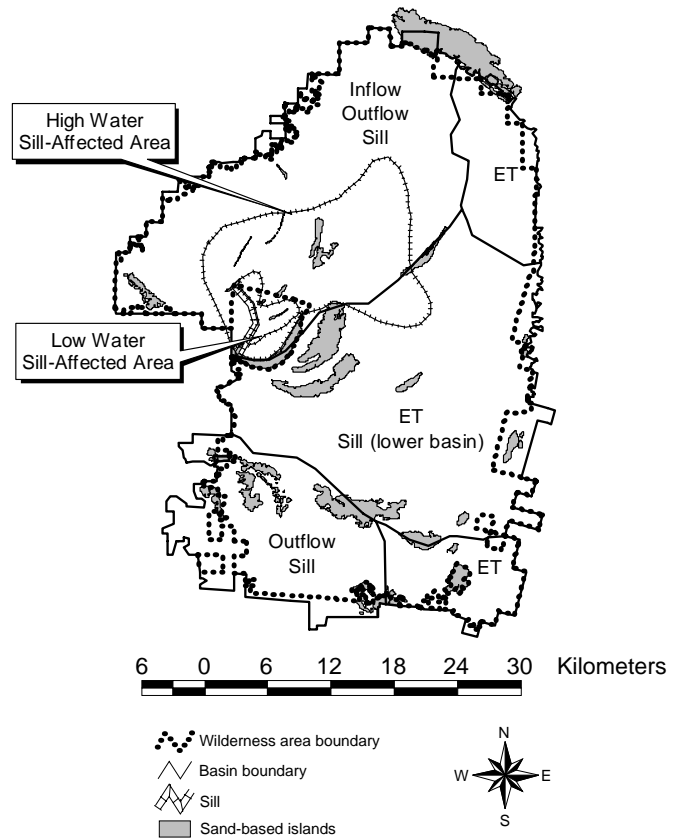 Inflow
Outflow
Sill
High Water
Sill-Affected Area
ET
Low Water
Sill-Affected Area
ET
Sill (lower basin)
Outflow
Sill
ET
6 0 6 12 18 24 30 Kilometers
Wilderness area boundary
Basin boundary
Sill
Sand-based islands
N
W E
S